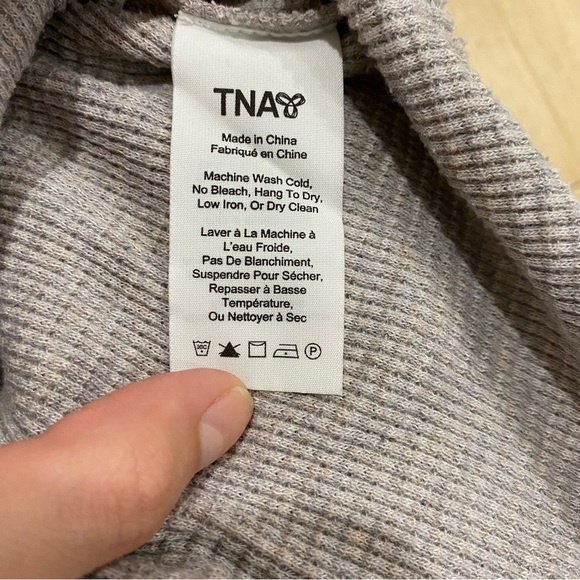 TNA
Made in China
Fabriqué en Chine
Machine Wash Cold,
No Bleach, Hang To Dry,
Low Iron, Or Dry Clean
Laver à La Machine à
L'eau Froide,
Pas De Blanchiment,
Suspendre Pour Sécher,
Repasser à Basse
Température,
Ou Nettoyer à Sec
30C P